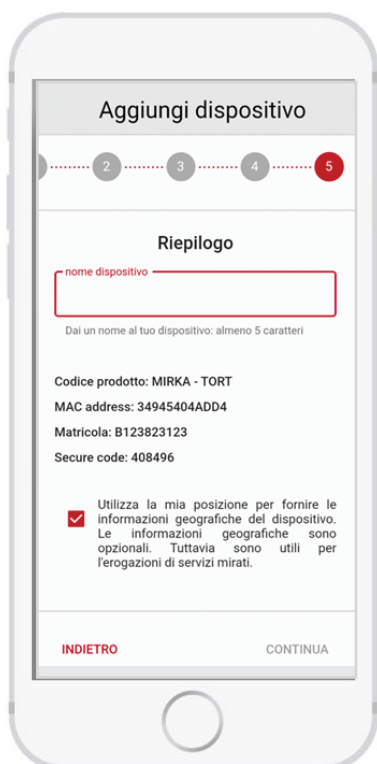 Aggiungi dispositivo
2 3 4 5
Riepilogo
nome dispositivo
Dai un nome al tuo dispositivo: almeno 5 caratteri
Codice prodotto: MIRKA - TORT
MAC address: 34945404ADD4
Matricola: B123823123
Secure code: 408496
Utilizza la mia posizione per fornire le
informazioni geografiche del dispositivo.
Le informazioni geografiche sono
opzionali. Tuttavia sono utili per
l'erogazioni di servizi mirati.
INDIETRO CONTINUA